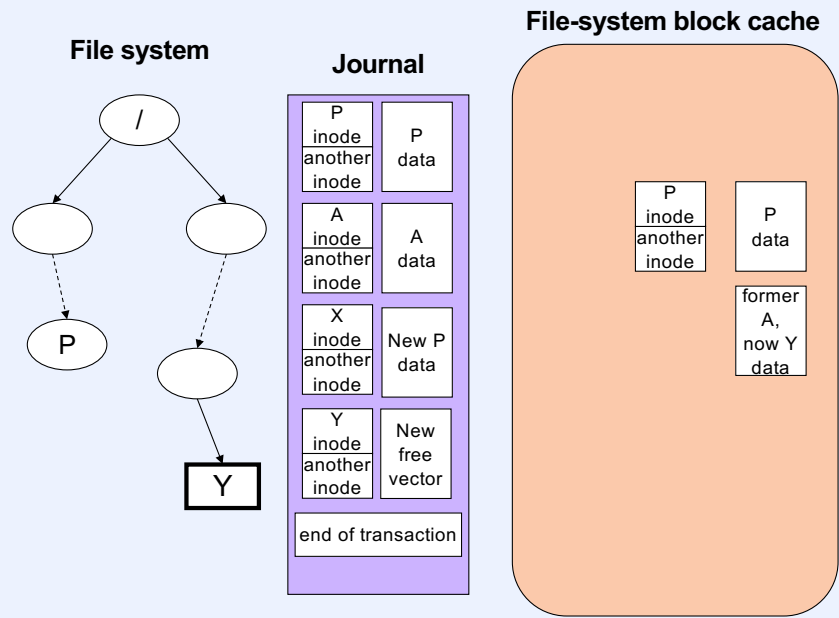 File system
/
P
Y
Journal
P
inode
another
inode
P
data
A
inode
another
inode
A
data
X
inode
another
inode
New P
data
Y
inode
another
inode
New
free
vector
end of transaction
File-system block cache
P
inode
another
inode
P
data
former
A,
now Y
data